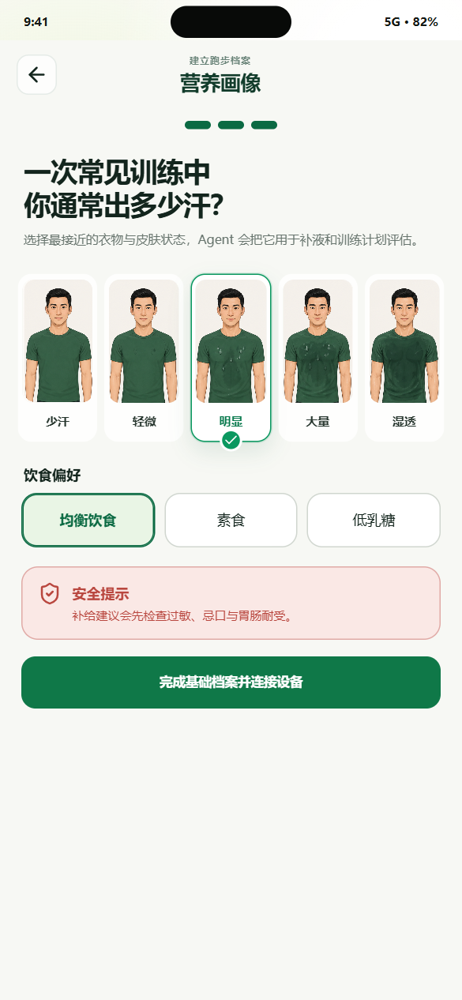 9:41
5G • 82%
建立跑步档案
营养画像
一次常见训练中
你通常出多少汗？
选择最接近的衣物与皮肤状态，Agent 会把它用于补液和训练计划评估。
少汗
轻微
明显
大量
湿透
饮食偏好
均衡饮食
素食
低乳糖
安全提示
补给建议会先检查过敏、忌口与胃肠耐受。
完成基础档案并连接设备